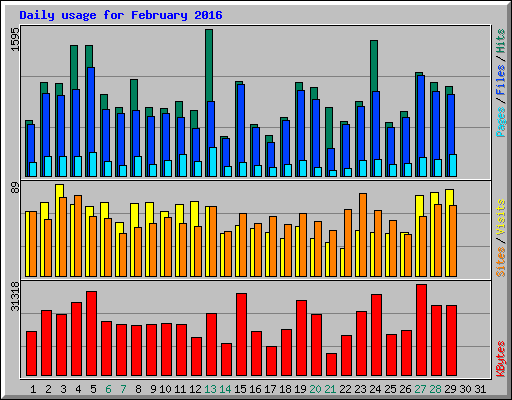 Daily usage for February 2016
1595
Pages / Files / Hits
89
Sites / Visits
31318
KBytes
1 2 3 4 5 6 7 8 9 10 11 12 13 14 15 16 17 18 19 20 21 22 23 24 25 26 27 28 29 30 31